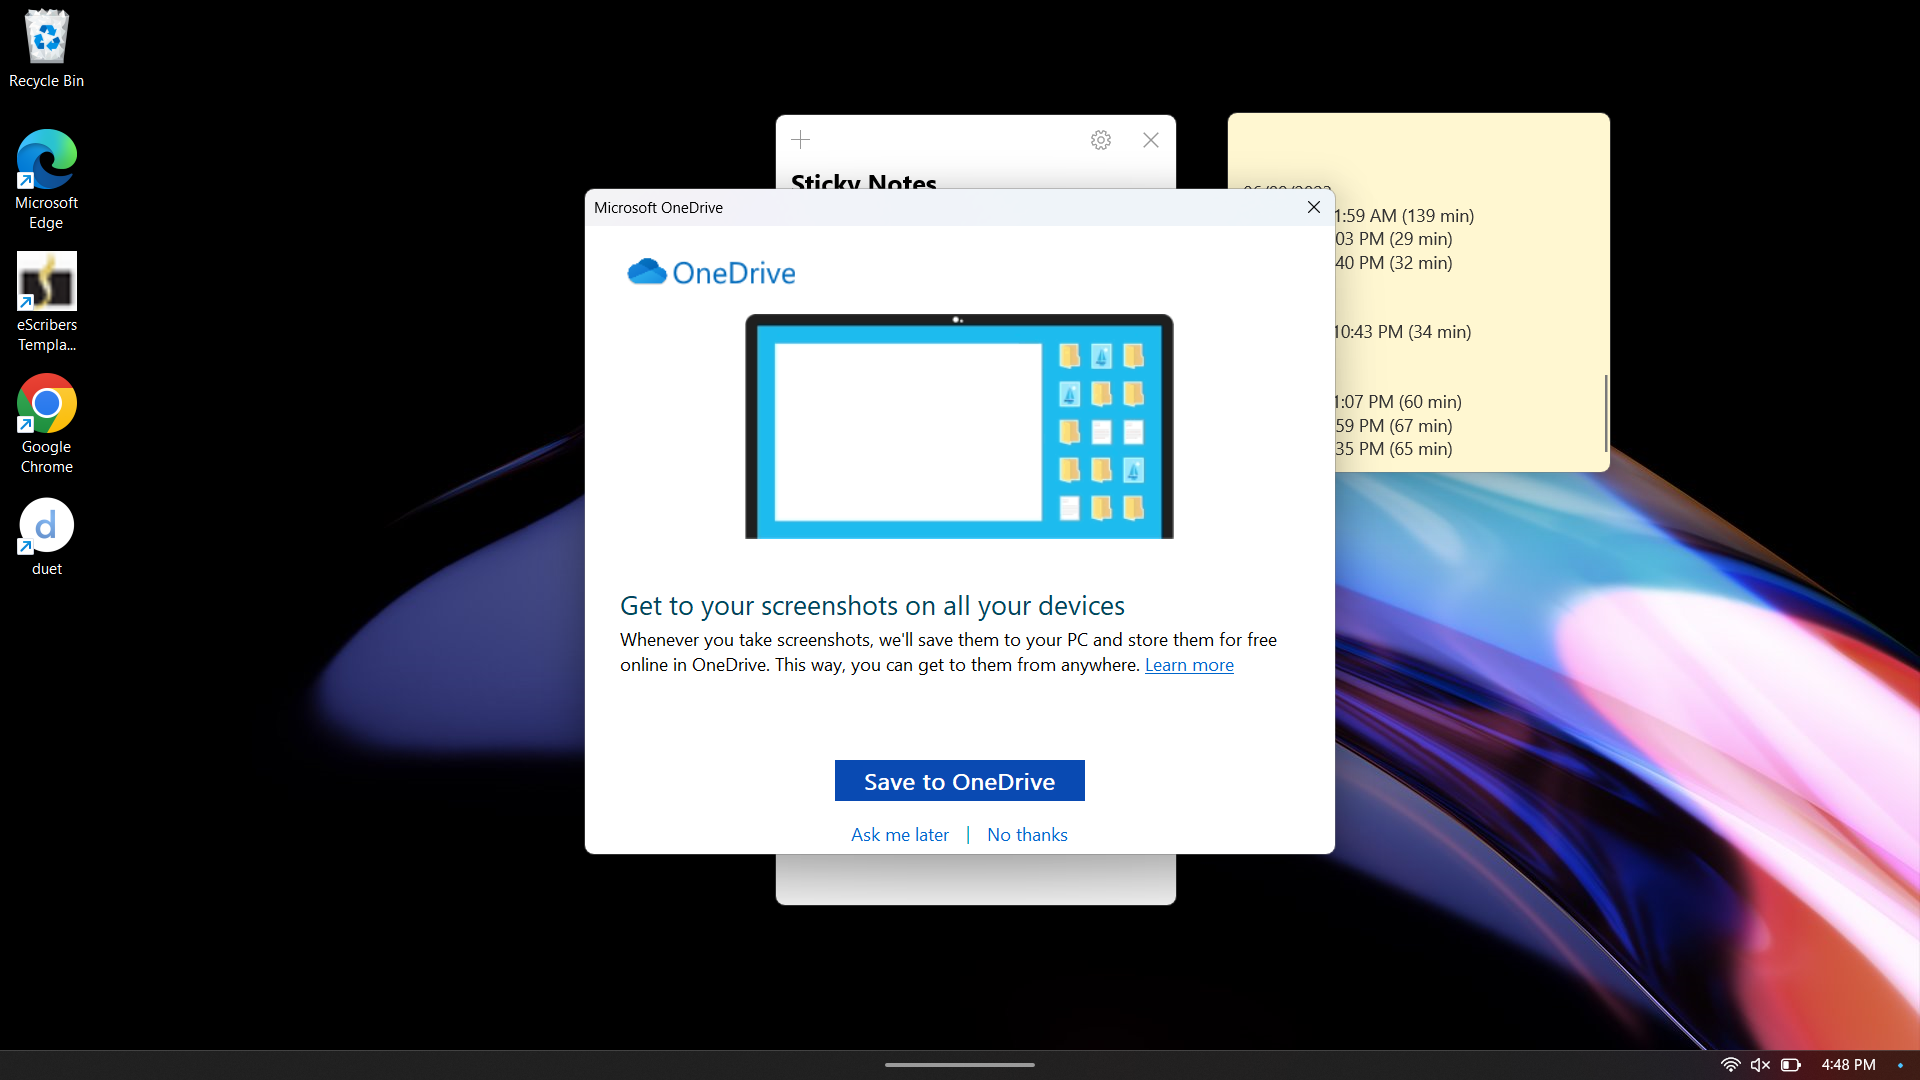 Recycle Bin
Microsoft
Edge
eScribers
Templa...
Google
Chrome
d
duet
Sticky Notes
Microsoft OneDrive
OneDrive
Get to your screenshots on all your devices
Whenever you take screenshots, we'll save them to your PC and store them for free
online in OneDrive. This way, you can get to them from anywhere. Learn more
Save to OneDrive
Ask me later | No thanks
1:59 AM (139 min)
03 PM (29 min)
40 PM (32 min)
10:43 PM (34 min)
1:07 PM (60 min)
59 PM (67 min)
35 PM (65 min)
4:48 PM